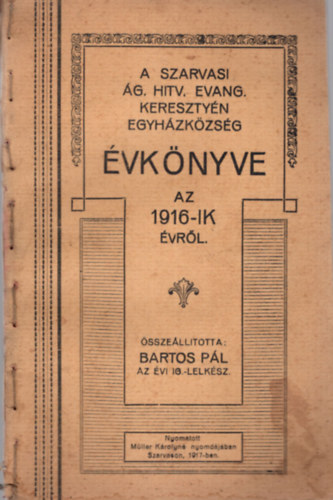 A SZARVASI
ÁG. HITV. EVANG.
KERESZTYÉN
EGYHÁZKÖZSÉG
ÉVKÖNYVE
AZ
1916-IK
ÉVRŐL.
ÖSSZEÁLLITOTTA:
BARTOS PÁL
AZ ÉVI IG.-LELKÉSZ.
Nyomatott
Müller Károlyné nyomdájában
Szarvason, 1917-ben.